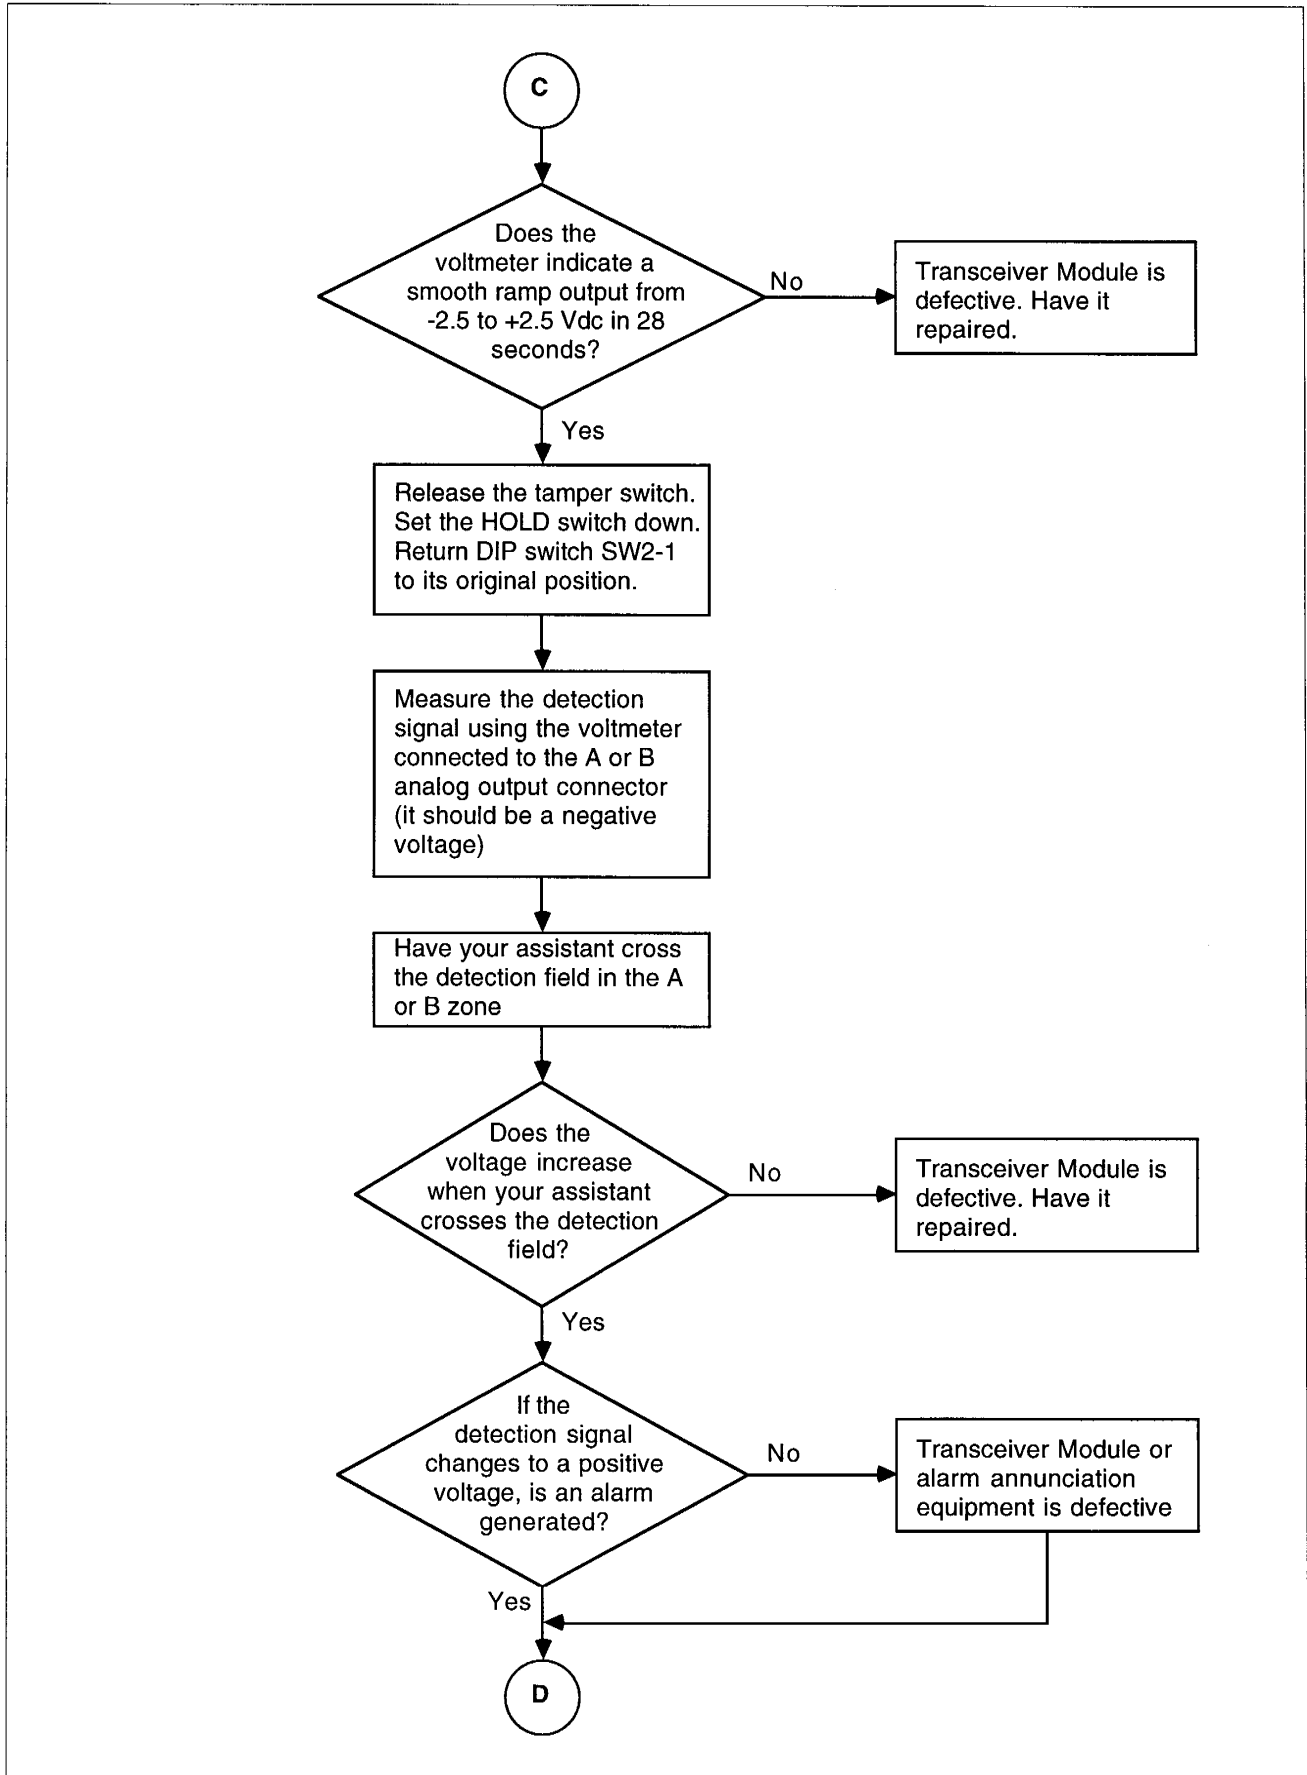 C
Does the
voltmeter indicate a
smooth ramp output from
-2.5 to +2.5 Vdc in 28
seconds?
No
Transceiver Module is
defective. Have it
repaired.
Yes
Release the tamper switch.
Set the HOLD switch down.
Return DIP switch SW2-1
to its original position.
Measure the detection
signal using the voltmeter
connected to the A or B
analog output connector
(it should be a negative
voltage)
Have your assistant cross
the detection field in the A
or B zone
Does the
voltage increase
when your assistant
crosses the detection
field?
No
Transceiver Module is
defective. Have it
repaired.
Yes
If the
detection signal
changes to a positive
voltage, is an alarm
generated?
No
Transceiver Module or
alarm annunciation
equipment is defective
Yes
D